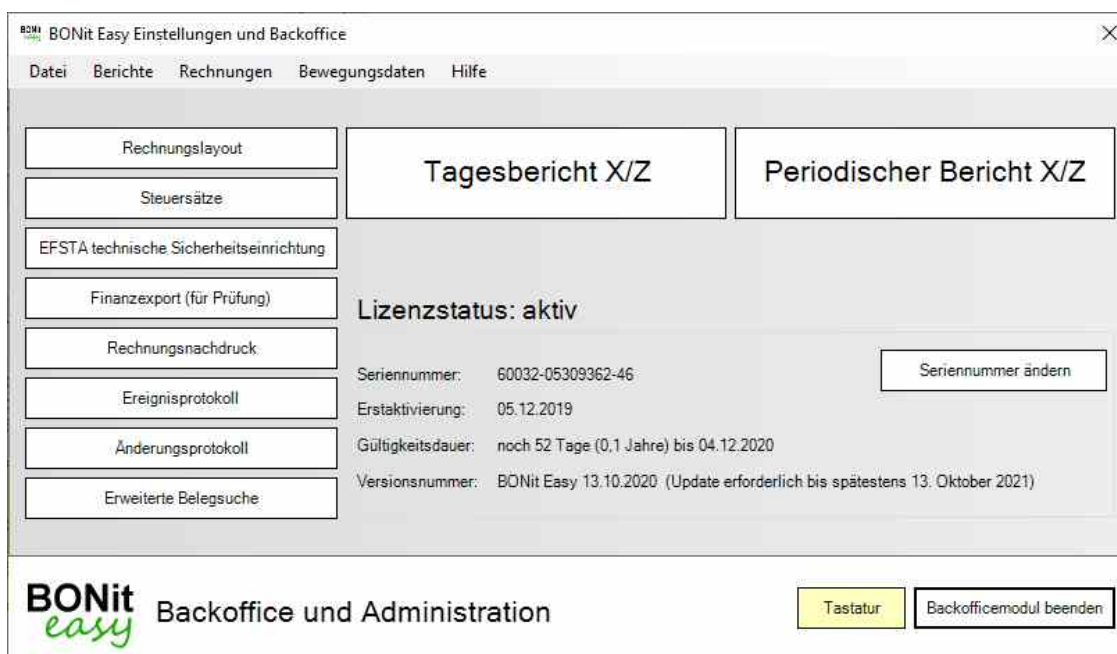 BONit Easy Einstellungen und Backoffice
Datei Berichte Rechnungen Bewegungsdaten Hilfe
Rechnungslayout
Steuersätze
EFSTA technische Sicherheitseinrichtung
Finanzexport (für Prüfung)
Rechnungsnachdruck
Ereignisprotokoll
Änderungsprotokoll
Erweiterte Belegsuche
Tagesbericht X/Z
Periodischer Bericht X/Z
Lizenzstatus: aktiv
Seriennummer: 60032-05309362-46
Seriennummer ändern
Erstaktivierung: 05.12.2019
Gültigkeitsdauer: noch 52 Tage (0,1 Jahre) bis 04.12.2020
Versionsnummer: BONit Easy 13.10.2020 (Update erforderlich bis spätestens 13. Oktober 2021)
BONit
easy
Backoffice und Administration
Tastatur
Backofficemodul beenden